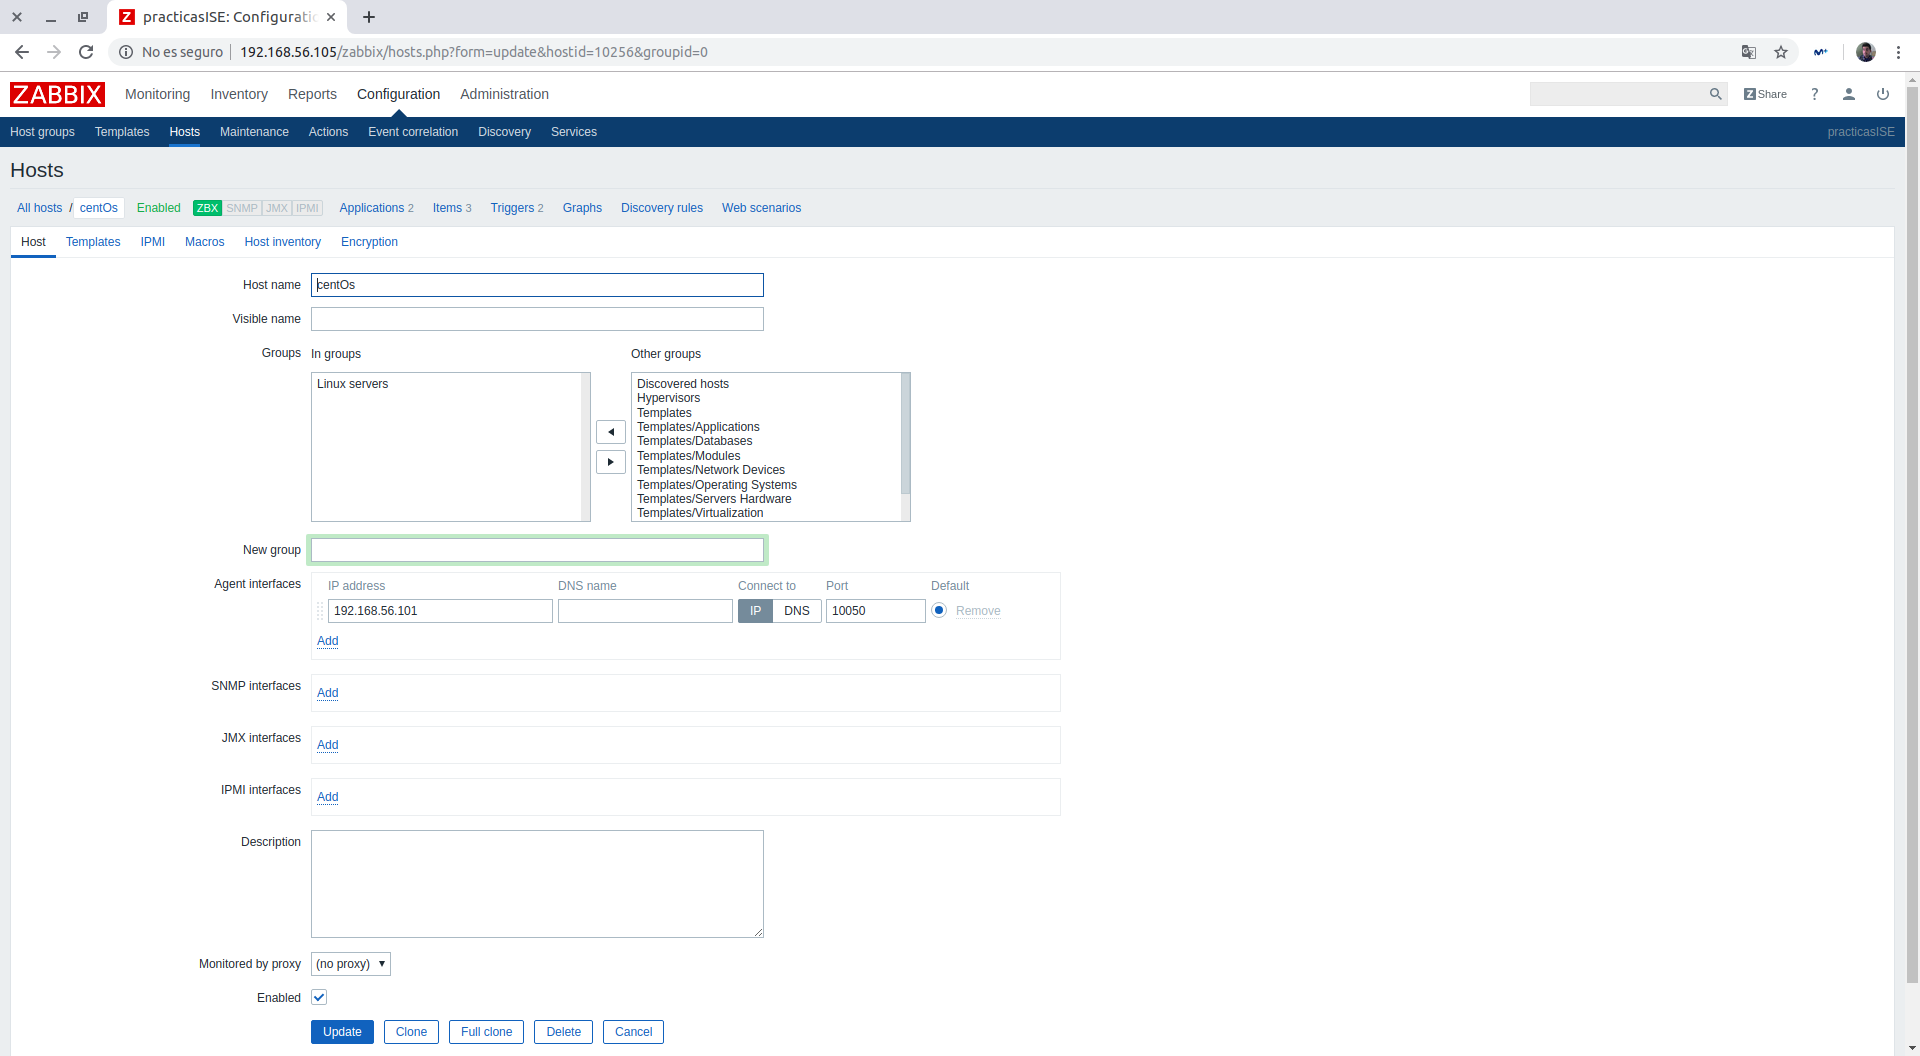 practicasISE: Configuratio
No es seguro 192.168.56.105/zabbix/hosts.php?form=update&hostid=10256&groupid=0
ZABBIX Monitoring Inventory Reports Configuration Administration Z Share ?
Host groups Templates Hosts Maintenance Actions Event correlation Discovery Services practicasISE
Hosts
All hosts / centOs Enabled ZBX SNMP JMX IPMI Applications 2 Items 3 Triggers 2 Graphs Discovery rules Web scenarios
Host Templates IPMI Macros Host inventory Encryption
Host name centOs
Visible name
Groups In groups Other groups
Linux servers
Discovered hosts
Hypervisors
Templates
Templates/Applications
Templates/Databases
Templates/Modules
Templates/Network Devices
Templates/Operating Systems
Templates/Servers Hardware
Templates/Virtualization
New group
Agent interfaces IP address DNS name Connect to Port Default
192.168.56.101 IP DNS 10050 Remove
Add
SNMP interfaces Add
JMX interfaces Add
IPMI interfaces Add
Description
Monitored by proxy (no proxy)
Enabled
Update Clone Full clone Delete Cancel